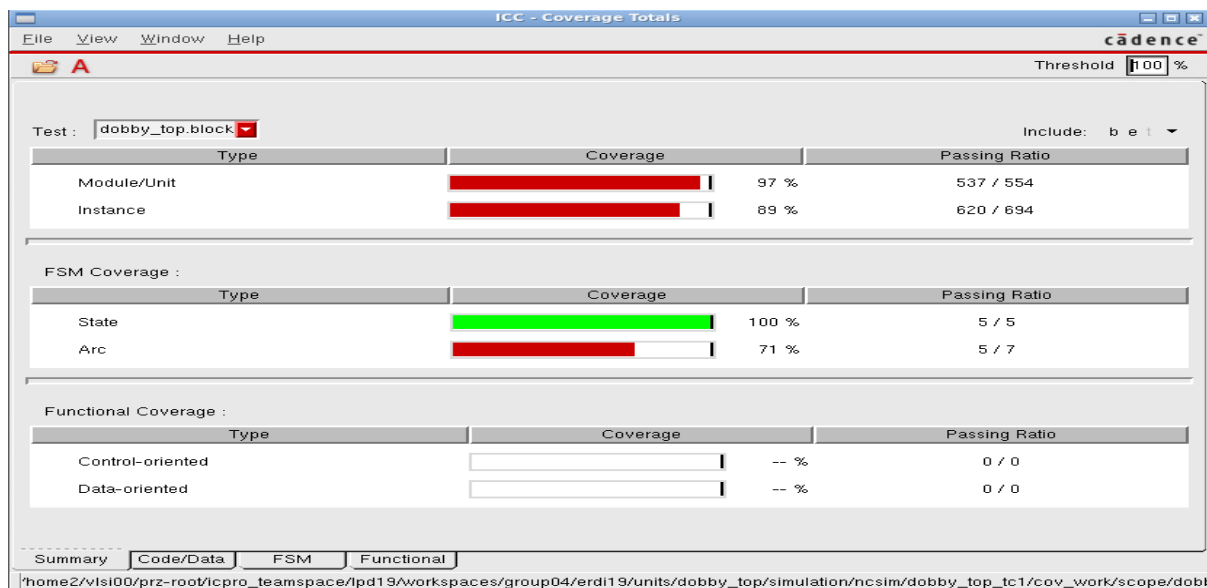 ICC - Coverage Totals
File View Window Help cādence
A Threshold 100 %
Test : dobby_top.block Include: b e t
Type Coverage Passing Ratio
Module/Unit 97 % 537 / 554
Instance 89 % 620 / 694
FSM Coverage :
Type Coverage Passing Ratio
State 100 % 5 / 5
Arc 71 % 5 / 7
Functional Coverage :
Type Coverage Passing Ratio
Control-oriented -- % 0 / 0
Data-oriented -- % 0 / 0
Summary Code/Data FSM Functional
/home2/vlsi00/prz-root/icpro_teamspace/lpd19/workspaces/group04/erdi19/units/dobby_top/simulation/ncsim/dobby_top_tc1/cov_work/scope/dobl